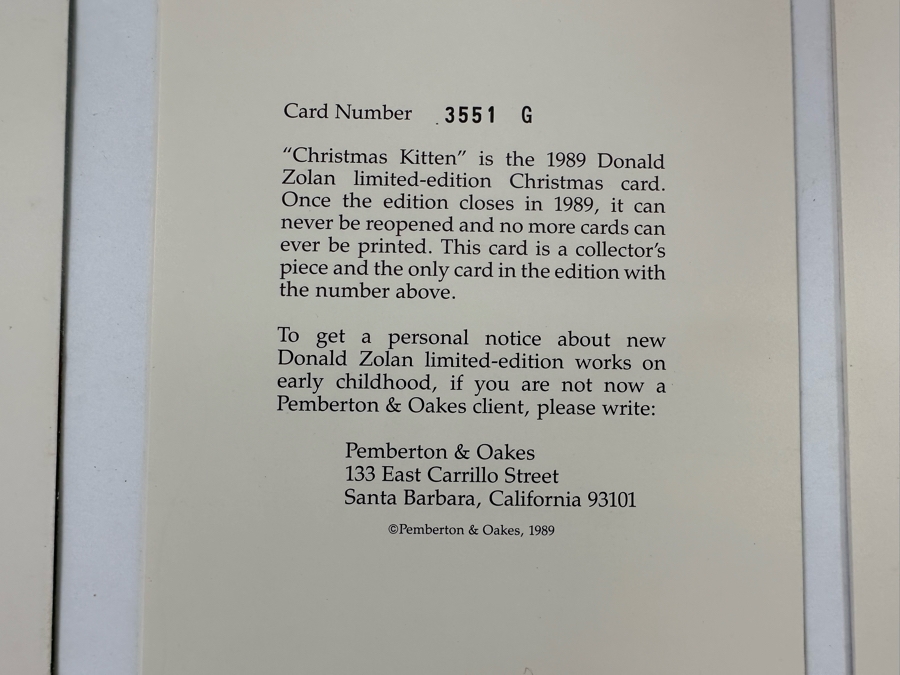 Card Number 3551 G
“Christmas Kitten” is the 1989 Donald
Zolan limited-edition Christmas card.
Once the edition closes in 1989, it can
never be reopened and no more cards can
ever be printed. This card is a collector's
piece and the only card in the edition with
the number above.
To get a personal notice about new
Donald Zolan limited-edition works on
early childhood, if you are not now a
Pemberton & Oakes client, please write:
Pemberton & Oakes
133 East Carrillo Street
Santa Barbara, California 93101
©Pemberton & Oakes, 1989